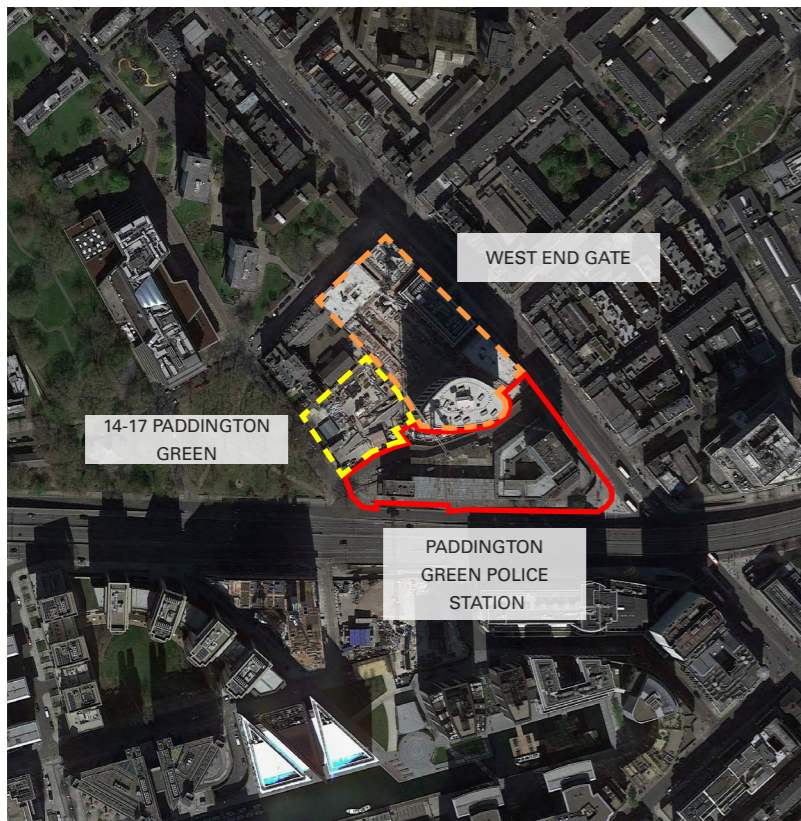 WEST END GATE
14-17 PADDINGTON
GREEN
PADDINGTON
GREEN POLICE
STATION